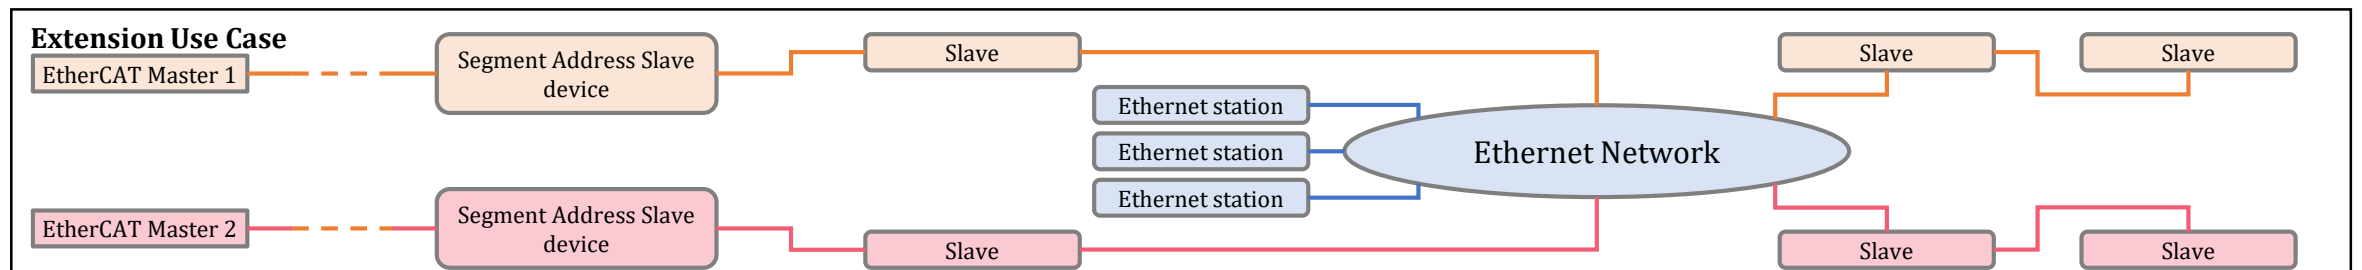 Extension Use Case
EtherCAT Master 1
Segment Address Slave
device
Slave
Slave
Slave
Ethernet station
Ethernet station
Ethernet station
Ethernet Network
EtherCAT Master 2
Segment Address Slave
device
Slave
Slave
Slave